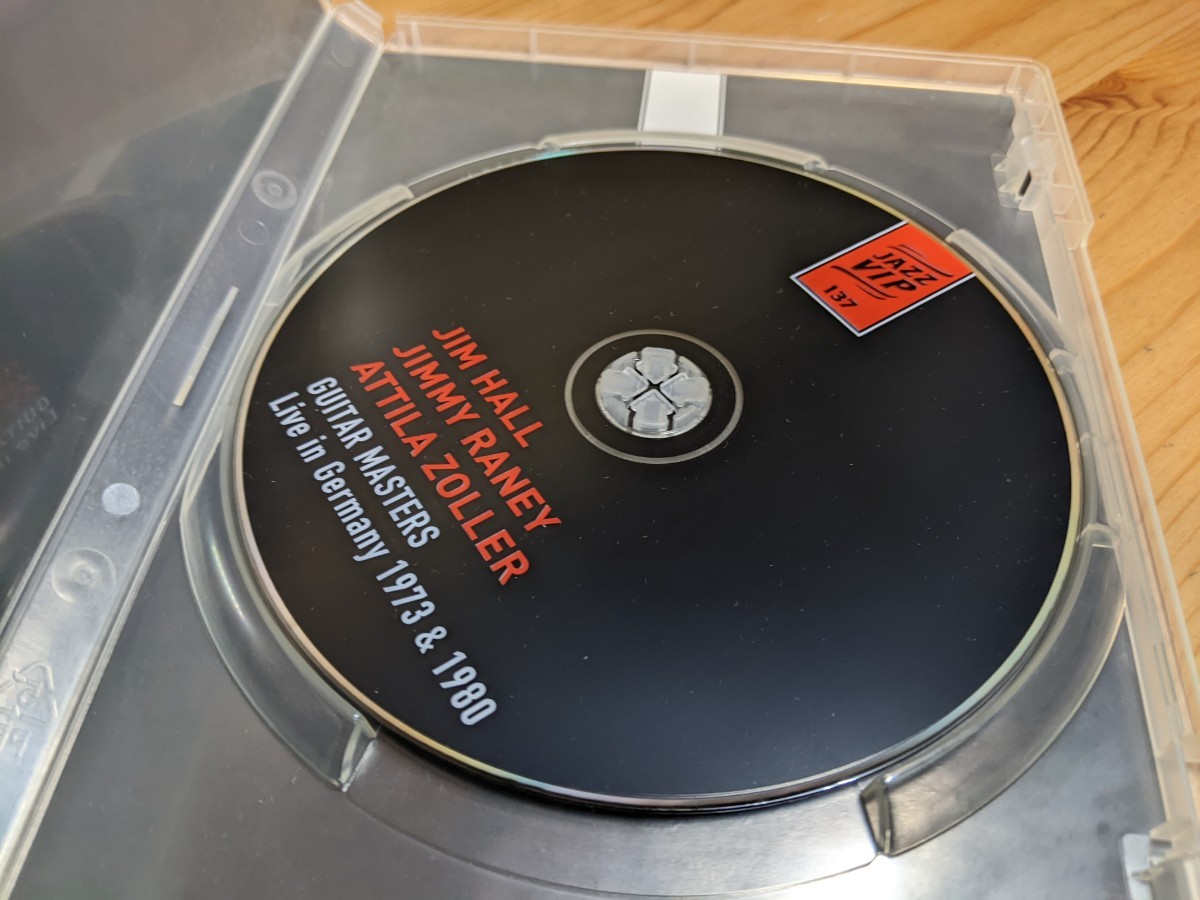 JAZZ
VIP
137
JIM HALL
JIMMY RANEY
ATTILA ZOLLER
GUITAR MASTERS
Live in Germany 1973 & 1980